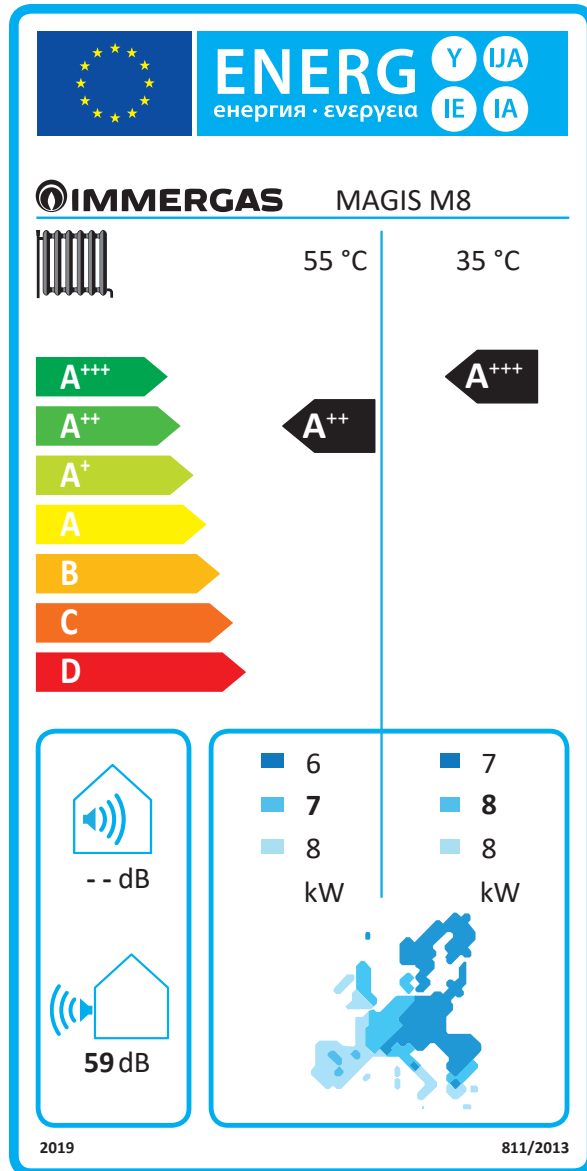 ENERG Y IJA
енергия · ενεργεια IE IA
IMMERGAS MAGIS M8
55 °C 35 °C
A+++ A+++
A++ A++
A+
A
B
C
D
6 7
7 8
8 8
kW kW
-- dB
59 dB
2019 811/2013